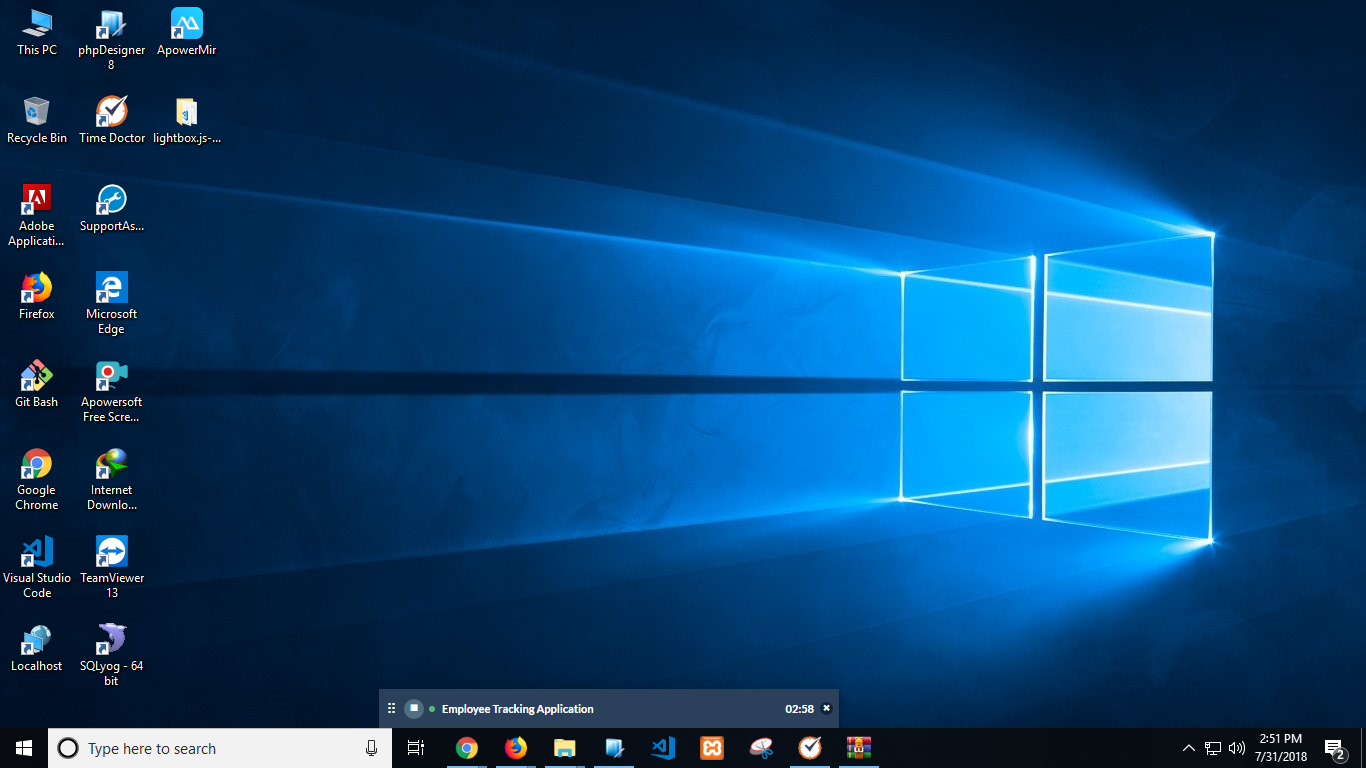 This PC
phpDesigner
8
ApowerMir
Recycle Bin
Time Doctor
lightbox.js-...
Adobe
Applicati...
SupportAs...
Firefox
Microsoft
Edge
Git Bash
Apowersoft
Free Scre...
Google
Chrome
Internet
Downlo...
Visual Studio
Code
TeamViewer
13
Localhost
SQLyog - 64
bit
Employee Tracking Application 02:58
Type here to search
2:51 PM
7/31/2018
2